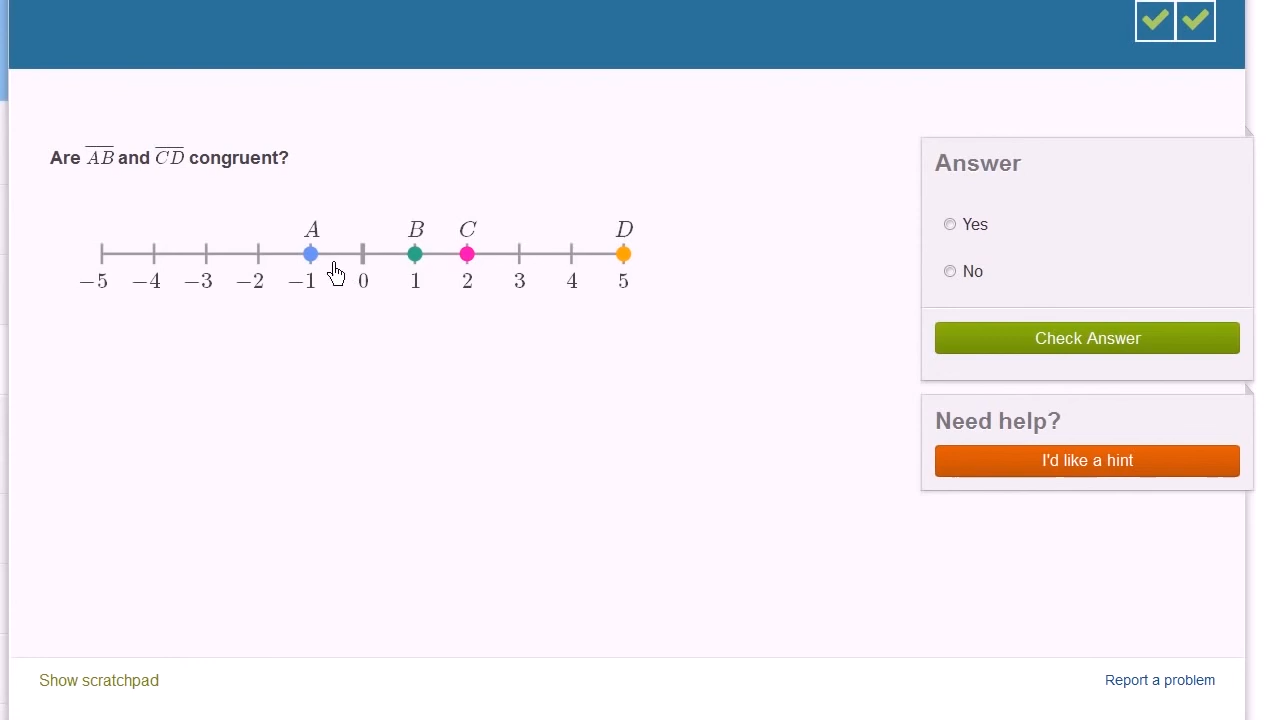 Are AB and CD congruent?
A B C D
−5 −4 −3 −2 −1 0 1 2 3 4 5
Answer
Yes
No
Check Answer
Need help?
I'd like a hint
Show scratchpad
Report a problem